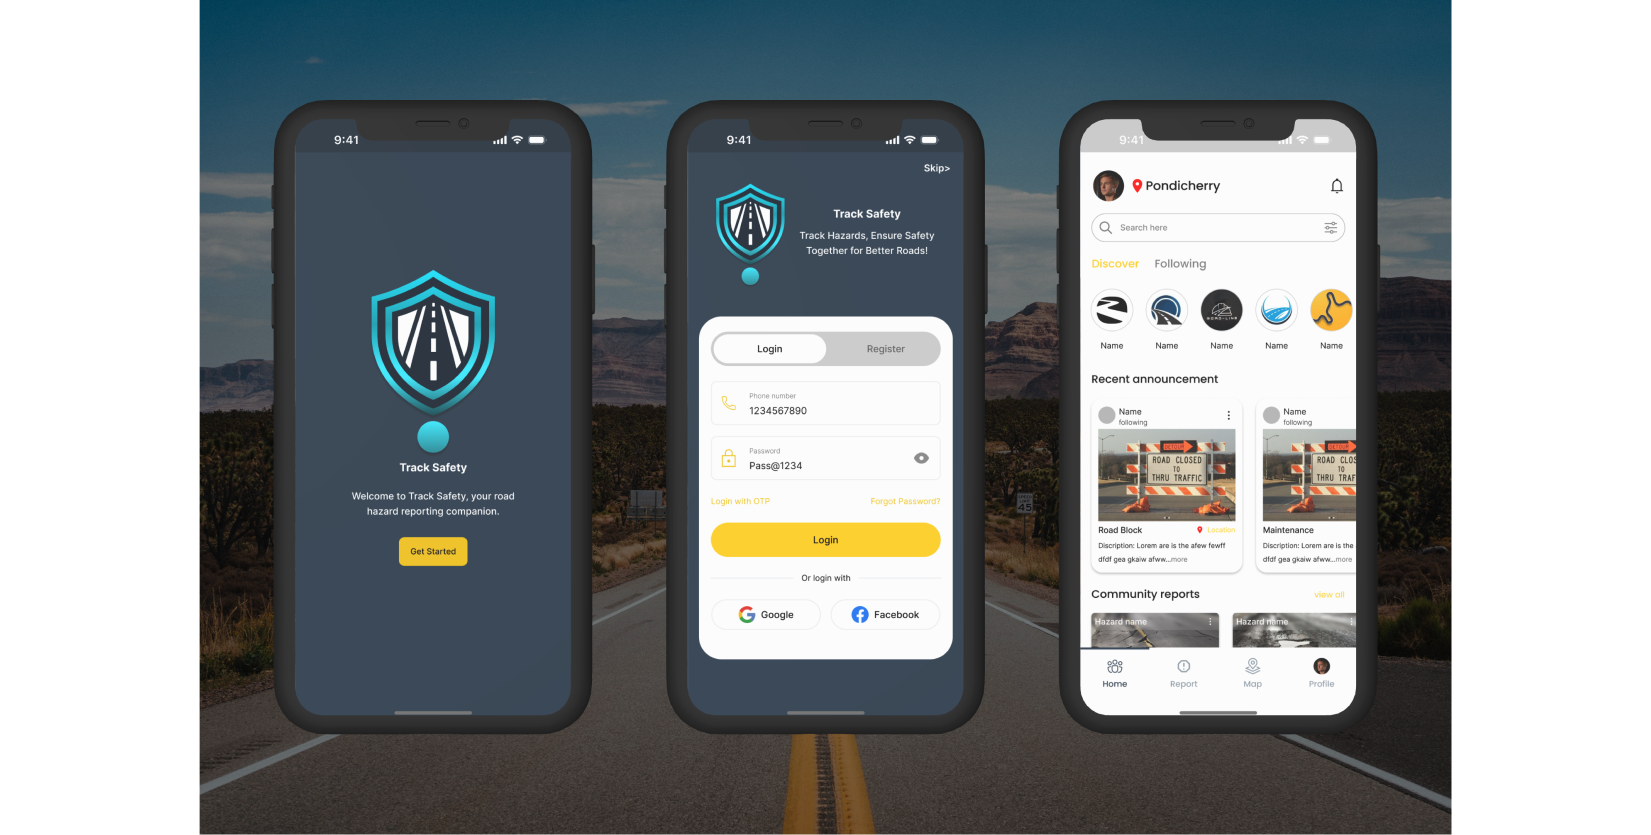 9:41
Track Safety
Welcome to Track Safety, your road
hazard reporting companion.
Get Started
9:41
Skip>
Track Safety
Track Hazards, Ensure Safety
Together for Better Roads!
Login
Register
Phone number
1234567890
Password
Pass@1234
Login with OTP
Forgot Password?
Login
Or login with
Google
Facebook
9:41
Pondicherry
Search here
Discover
Following
ROAD-LINE
Name
Name
Name
Name
Name
Recent announcement
Name
following
DETOUR
ROAD CLOSED
TO
THRU TRAFFIC
Road Block
Location
Discription: Lorem are is the afew fewff
dfdf gea gkaiw afww...more
Name
following
DETOUR
ROAD CLOS
TO
THRU TRAF
Maintenance
Discription: Lorem are is the
dfdf gea gkaiw afww...more
Community reports
view all
Hazard name
Hazard name
Home
Report
Map
Profile
45